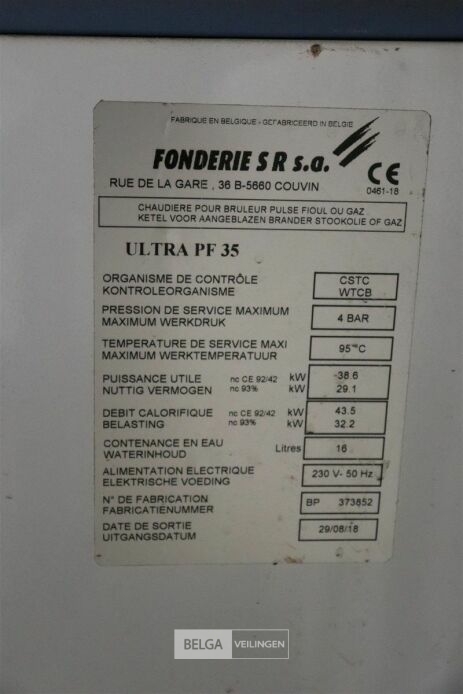 FABRIQUE EN BELGIQUE - GEFABRICEERD IN BELGIE
FONDERIE S R s.a.
CE
RUE DE LA GARE , 36 B-5660 COUVIN
0461-18
CHAUDIERE POUR BRULEUR PULSE FIOUL OU GAZ
KETEL VOOR AANGEBLAZEN BRANDER STOOKOLIE OF GAZ
ULTRA PF 35
ORGANISME DE CONTRÔLE CSTC
KONTROLEORGANISME WTCB
PRESSION DE SERVICE MAXIMUM
MAXIMUM WERKDRUK 4 BAR
TEMPERATURE DE SERVICE MAXI
MAXIMUM WERKTEMPERATUUR 95°C
PUISSANCE UTILE nc CE 92/42 kW 38.6
NUTTIG VERMOGEN nc 93% kW 29.1
DEBIT CALORIFIQUE nc CE 92/42 kW 43.5
BELASTING nc 93% kW 32.2
CONTENANCE EN EAU
WATERINHOUD Litres 16
ALIMENTATION ÉLECTRIQUE
ELEKTRISCHE VOEDING 230 V- 50 Hz
N° DE FABRICATION
FABRICATIENUMMER BP 373852
DATE DE SORTIE
UITGANGSDATUM 29/08/18
BELGA VEILINGEN